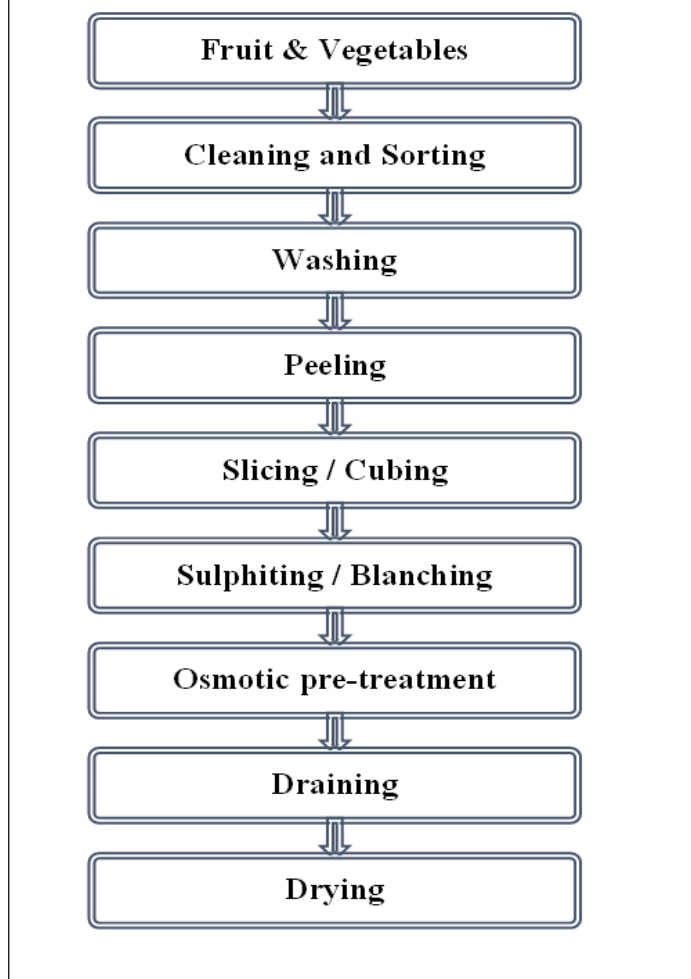 Fruit & Vegetables
Cleaning and Sorting
Washing
Peeling
Slicing / Cubing
Sulphiting / Blanching
Osmotic pre-treatment
Draining
Drying